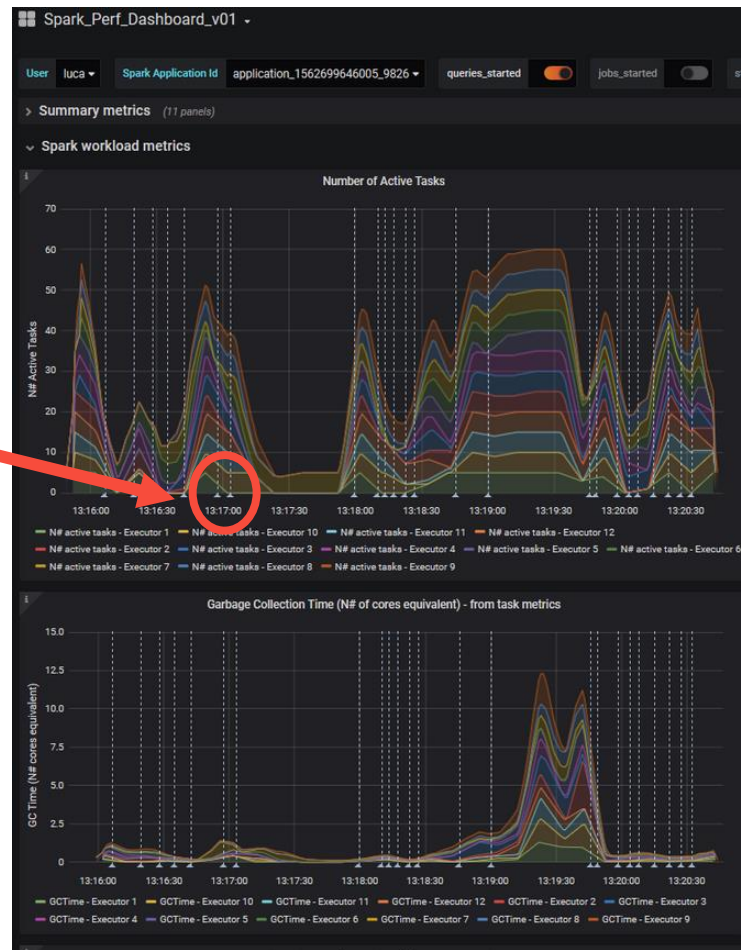 Spark_Perf_Dashboard_v01
User luca Spark Application Id application_1562699646005_9826 queries_started jobs_started
Summary metrics (11 panels)
Spark workload metrics
Number of Active Tasks
70
60
50
40
30
20
10
0
N# Active Tasks
13:16:00 13:16:30 13:17:00 13:17:30 13:18:00 13:18:30 13:19:00 13:19:30 13:20:00 13:20:30
N# active tasks - Executor 1 N# active tasks - Executor 10 N# active tasks - Executor 11 N# active tasks - Executor 12
N# active tasks - Executor 2 N# active tasks - Executor 3 N# active tasks - Executor 4 N# active tasks - Executor 5 N# active tasks - Executor 6
N# active tasks - Executor 7 N# active tasks - Executor 8 N# active tasks - Executor 9
Garbage Collection Time (N# of cores equivalent) - from task metrics
15.0
12.5
10.0
7.5
5.0
2.5
0
GC Time (N# cores equivalent)
13:16:00 13:16:30 13:17:00 13:17:30 13:18:00 13:18:30 13:19:00 13:19:30 13:20:00 13:20:30
GCTime - Executor 1 GCTime - Executor 10 GCTime - Executor 11 GCTime - Executor 12 GCTime - Executor 2 GCTime - Executor 3
GCTime - Executor 4 GCTime - Executor 5 GCTime - Executor 6 GCTime - Executor 7 GCTime - Executor 8 GCTime - Executor 9